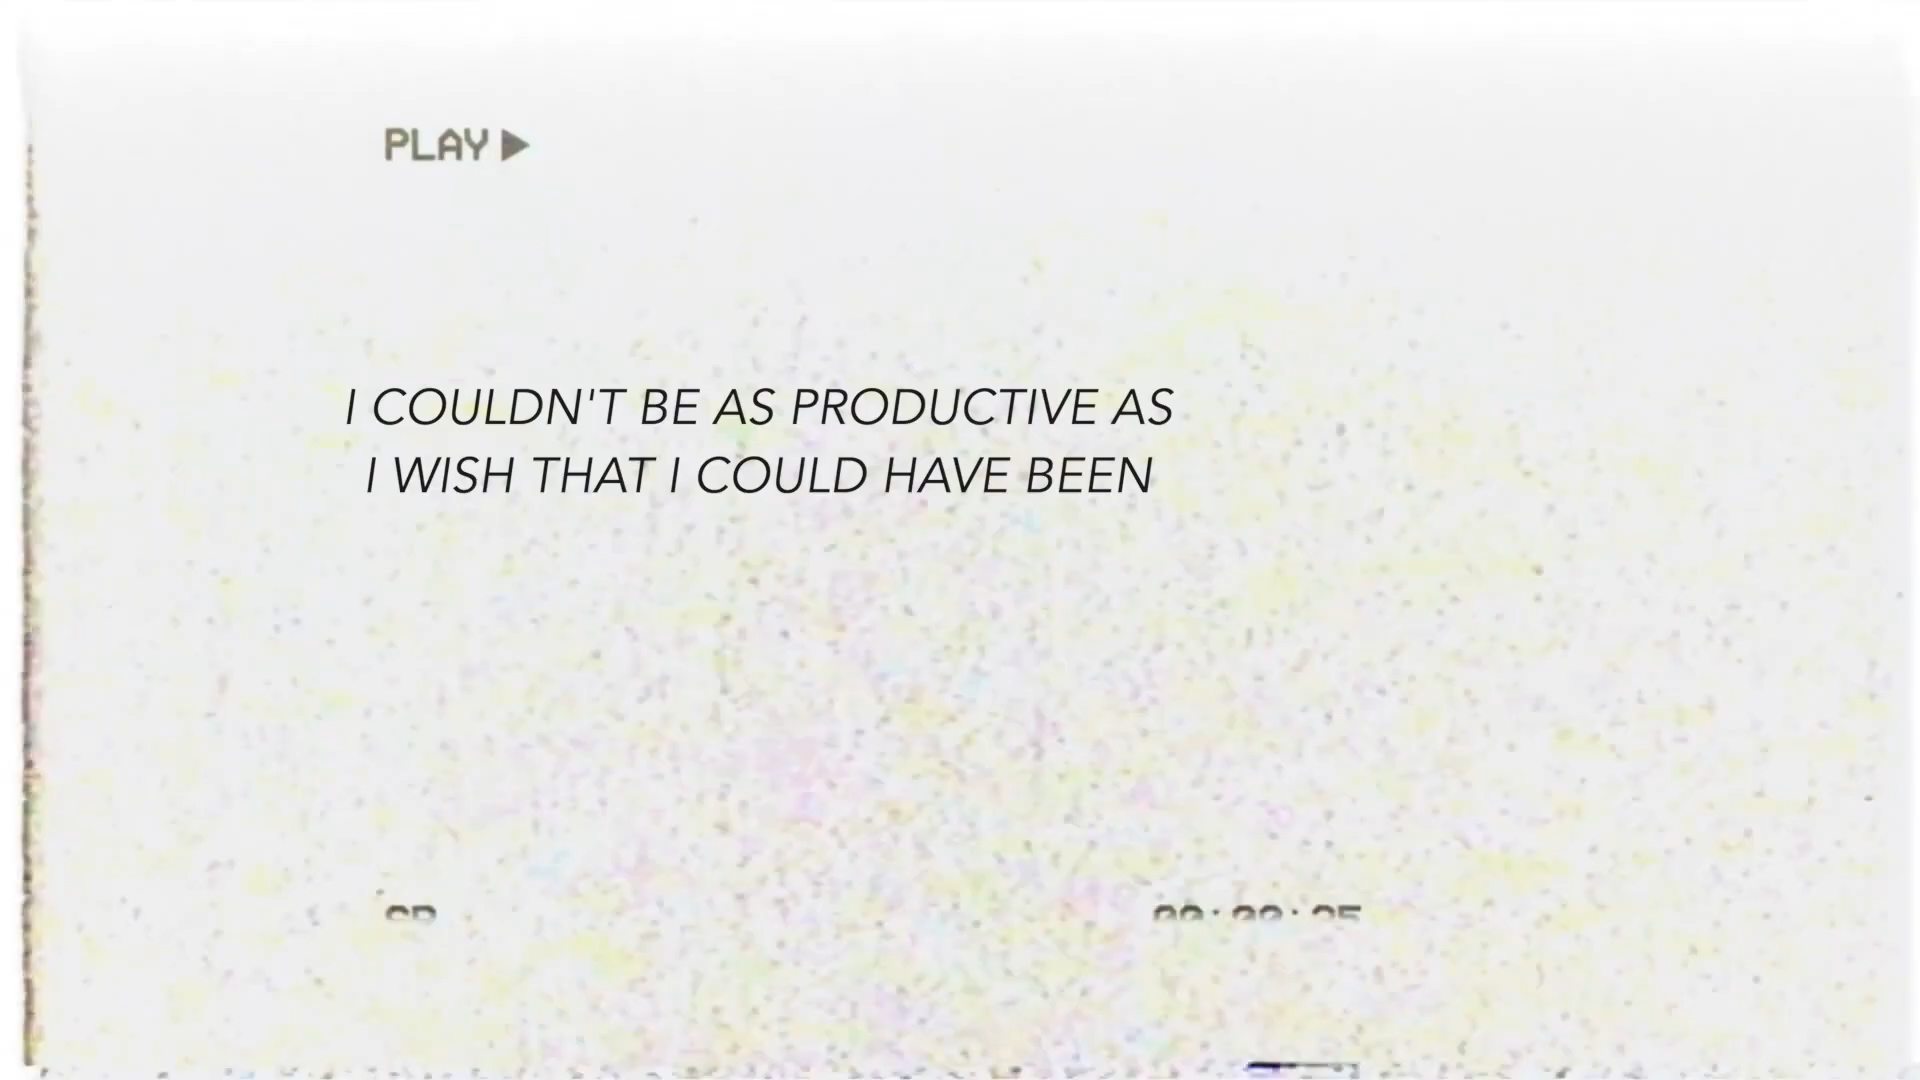 PLAY
I COULDN'T BE AS PRODUCTIVE AS
I WISH THAT I COULD HAVE BEEN